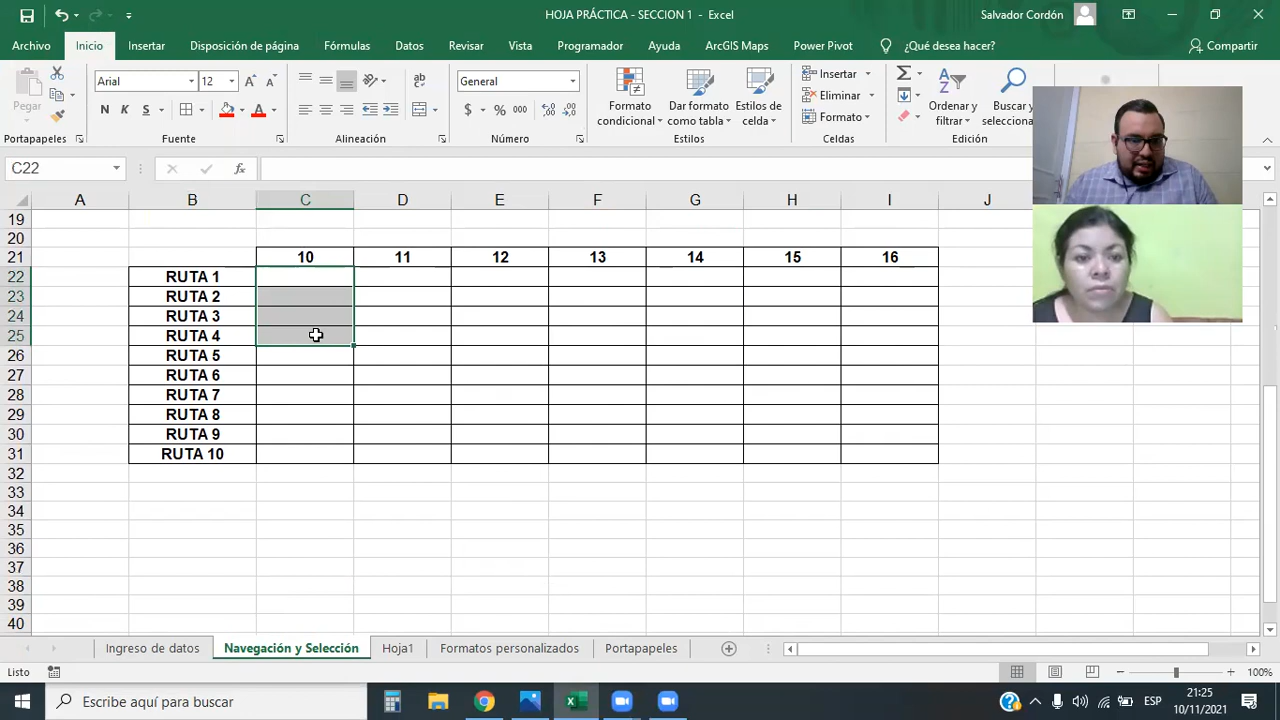 HOJA PRÁCTICA - SECCION 1 - Excel
Salvador Cordón
Archivo Inicio Insertar Disposición de página Fórmulas Datos Revisar Vista Programador Ayuda ArcGIS Maps Power Pivot ¿Qué desea hacer? Compartir
Pegar
Arial 12
N K S
General
$ % 000
Formato condicional
Dar formato como tabla
Estilos de celda
Insertar
Eliminar
Formato
Ordenar y filtrar
Buscar y selecciona
Portapapeles Fuente Alineación Número Estilos Celdas Edición
C22 fx
A B C D E F G H I J
19
20
21 10 11 12 13 14 15 16
22 RUTA 1
23 RUTA 2
24 RUTA 3
25 RUTA 4
26 RUTA 5
27 RUTA 6
28 RUTA 7
29 RUTA 8
30 RUTA 9
31 RUTA 10
32
33
34
35
36
37
38
39
40
Ingreso de datos Navegación y Selección Hoja1 Formatos personalizados Portapapeles
Listo 100%
Escribe aquí para buscar ESP 21:25
10/11/2021